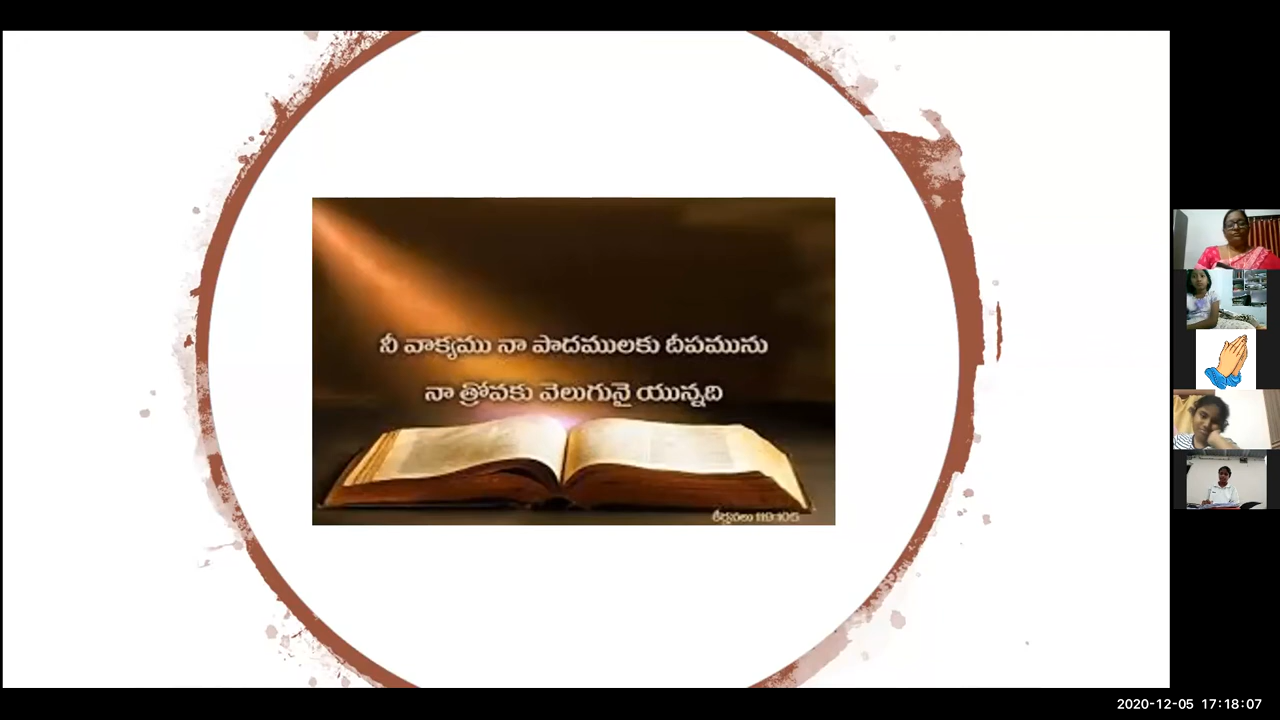 నీ వాక్యము నా పాదములకు దీపమును
నా త్రోవకు వెలుగునై యున్నది
కీర్తనలు 119:105
2020-12-05 17:18:07